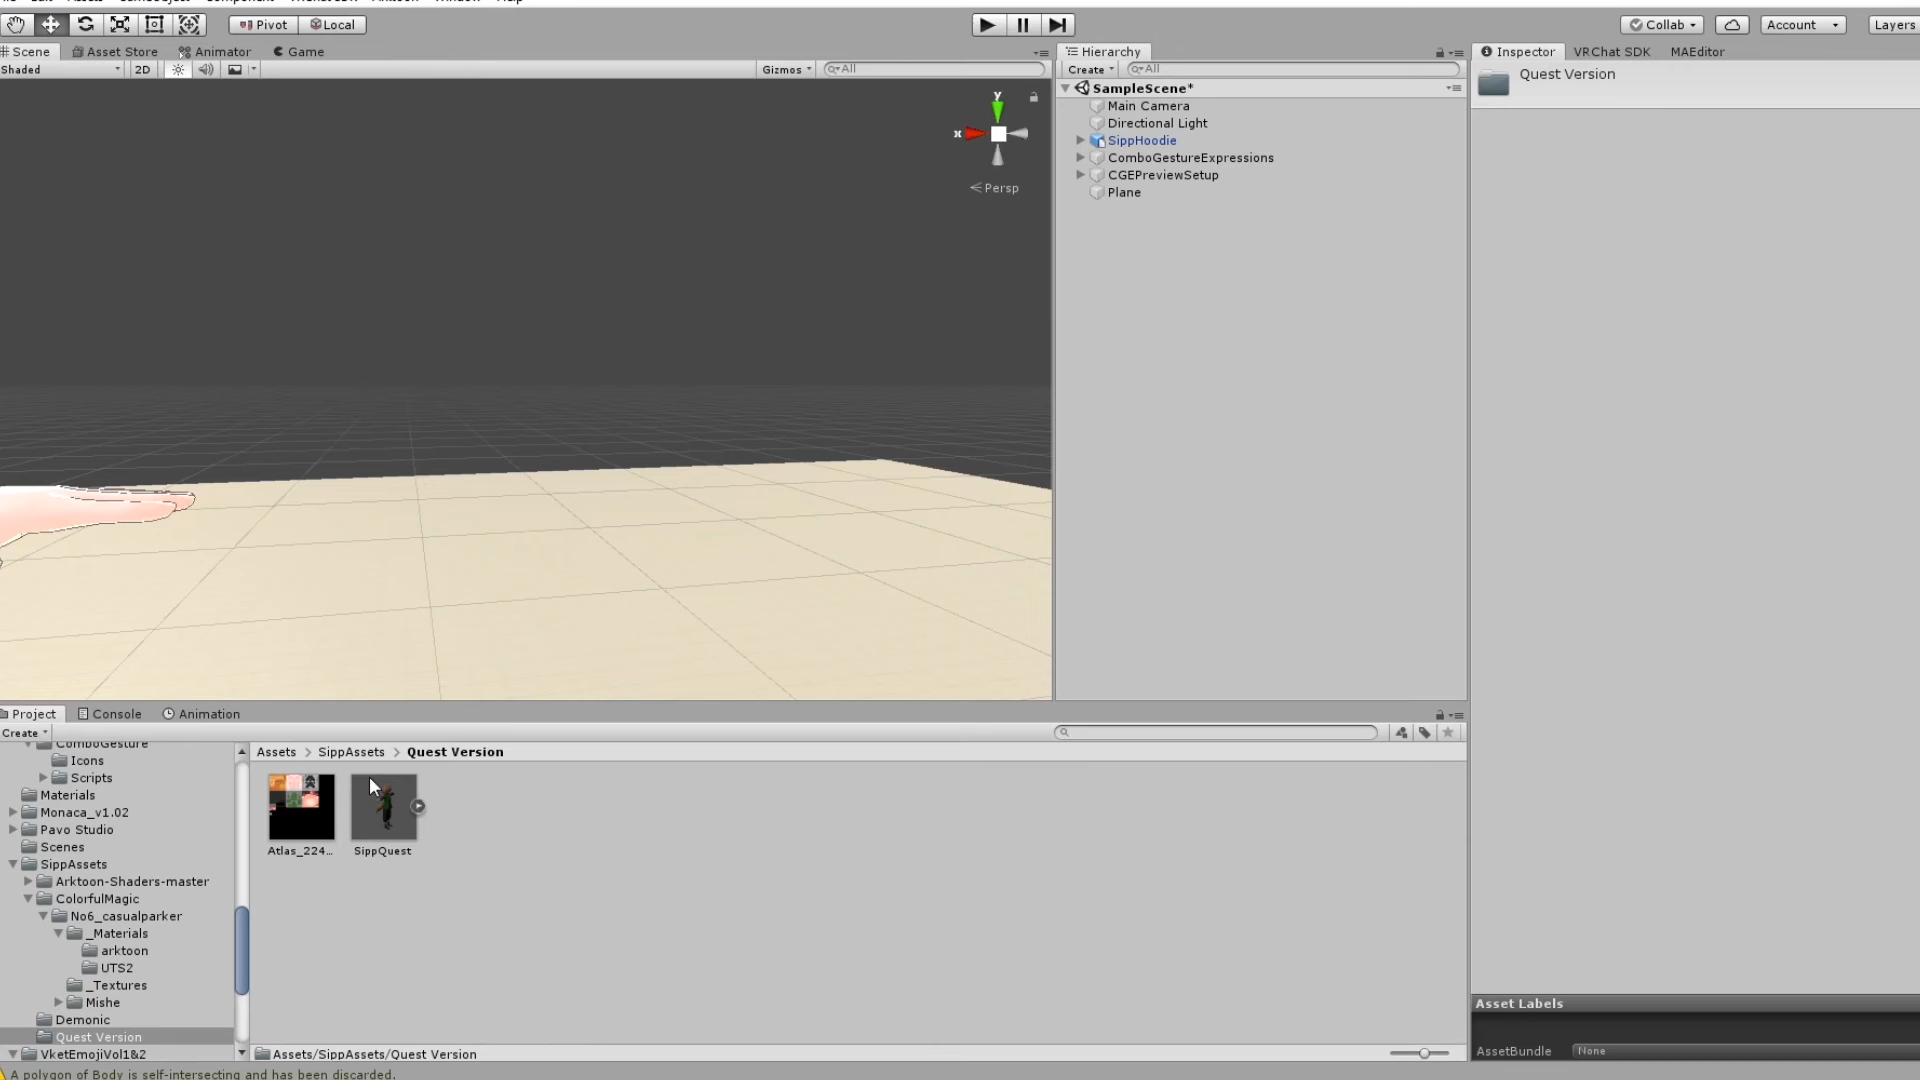 Pivot
Local
Collab
Account
Layers
Scene
Asset Store
Animator
Game
Hierarchy
Inspector
VRChat SDK
MAEditor
Shaded
2D
Gizmos
All
Create
All
Quest Version
SampleScene*
Main Camera
Directional Light
SippHoodie
ComboGestureExpressions
CGEPreviewSetup
Plane
y
x
Persp
Project
Console
Animation
Create
ComboGesture
Icons
Scripts
Materials
Monaca_v1.02
Pavo Studio
Scenes
SippAssets
Arktoon-Shaders-master
ColorfulMagic
No6_casualparker
_Materials
arktoon
UTS2
_Textures
Mishe
Demonic
Quest Version
VketEmojiVol1&2
Assets > SippAssets > Quest Version
Atlas_224...
SippQuest
Assets/SippAssets/Quest Version
Asset Labels
AssetBundle
None
A polygon of Body is self-intersecting and has been discarded.